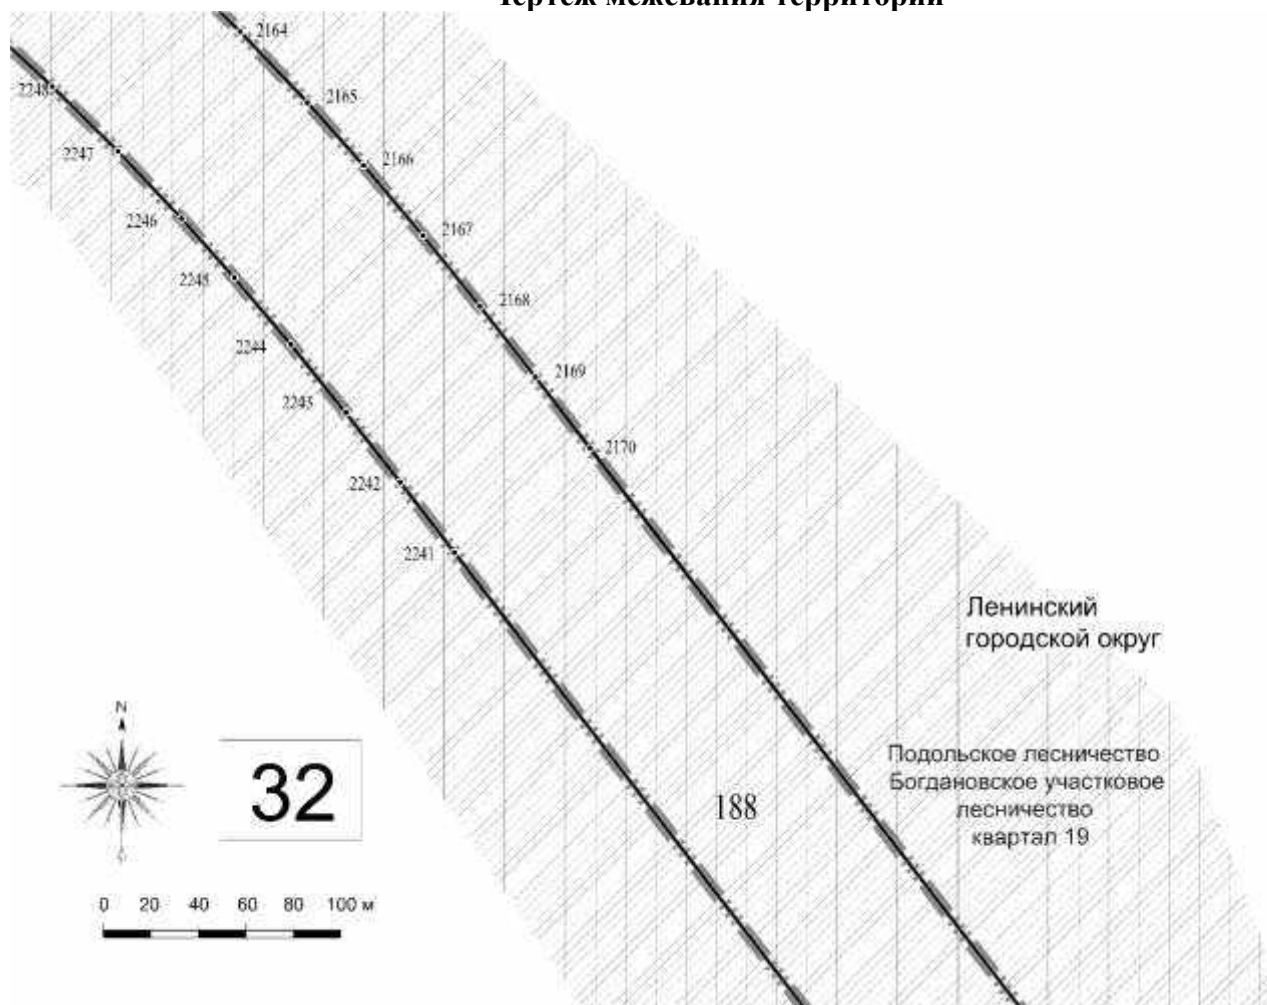 Чертеж межевания территории
2164
2248
2165
2247
2166
2246
2167
2245
2168
2244
2169
2243
2170
2242
2241
Ленинский
городской округ
N
Подольское лесничество
Богдановское участковое
лесничество
квартал 19
32
188
0 20 40 60 80 100 м